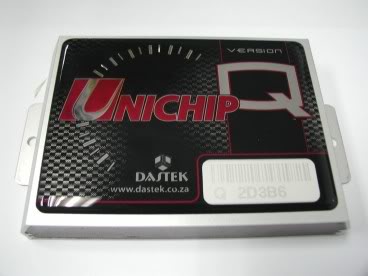 VERSION
Q
UNICHIP
DASTEK
www.dastek.co.za
Q 2D3B6